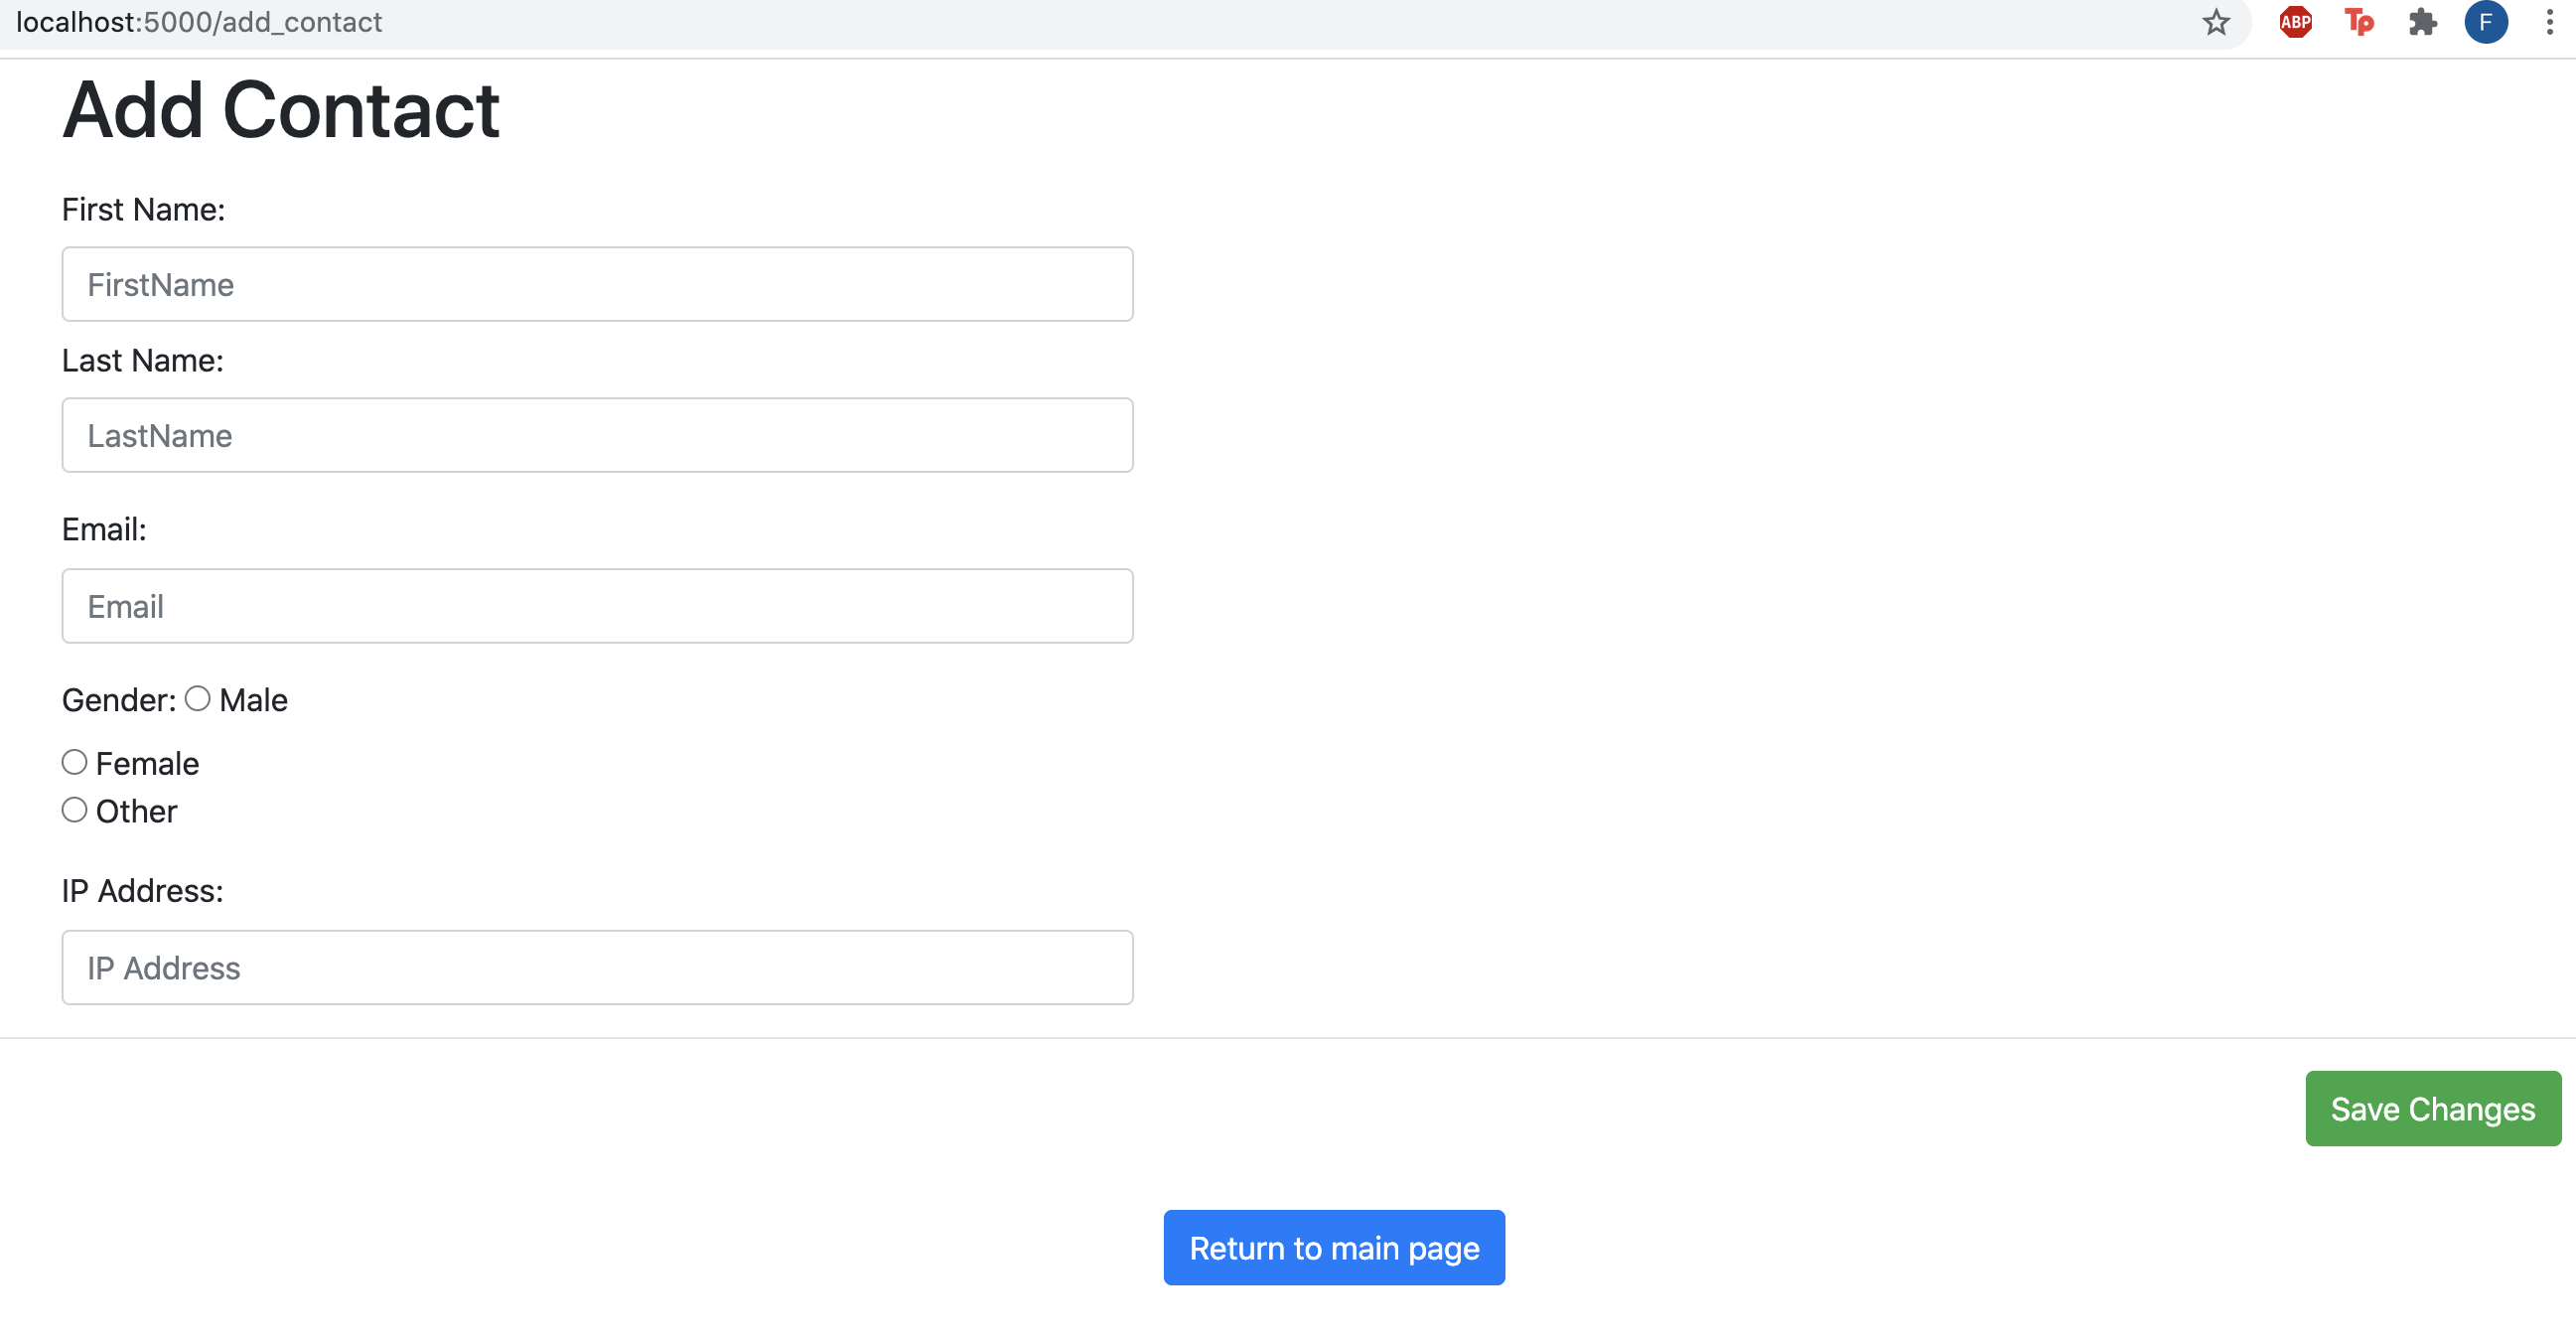 localhost:5000/add_contact
ABP
Tp
F
Add Contact
First Name:
FirstName
Last Name:
LastName
Email:
Email
Gender: Male
Female
Other
IP Address:
IP Address
Save Changes
Return to main page